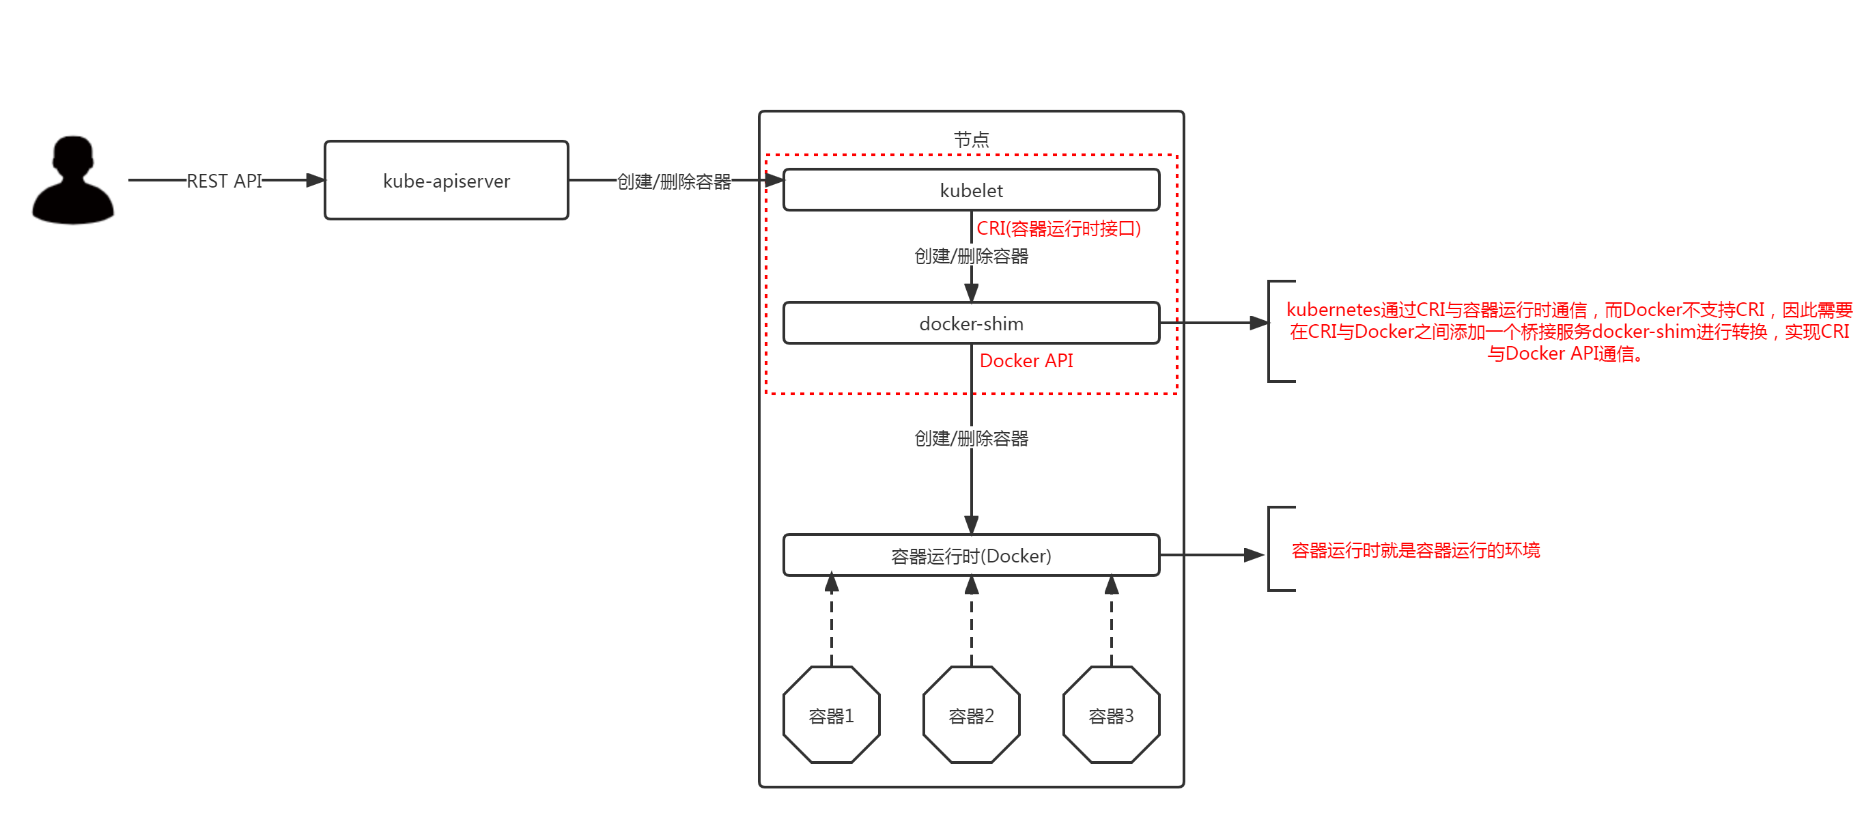 节点
REST API
kube-apiserver
创建/删除容器
kubelet
CRI(容器运行时接口)
创建/删除容器
docker-shim
kubernetes通过CRI与容器运行时通信，而Docker不支持CRI，因此需要
在CRI与Docker之间添加一个桥接服务docker-shim进行转换，实现CRI
与Docker API通信。
Docker API
创建/删除容器
容器运行时(Docker)
容器运行时就是容器运行的环境
容器1
容器2
容器3